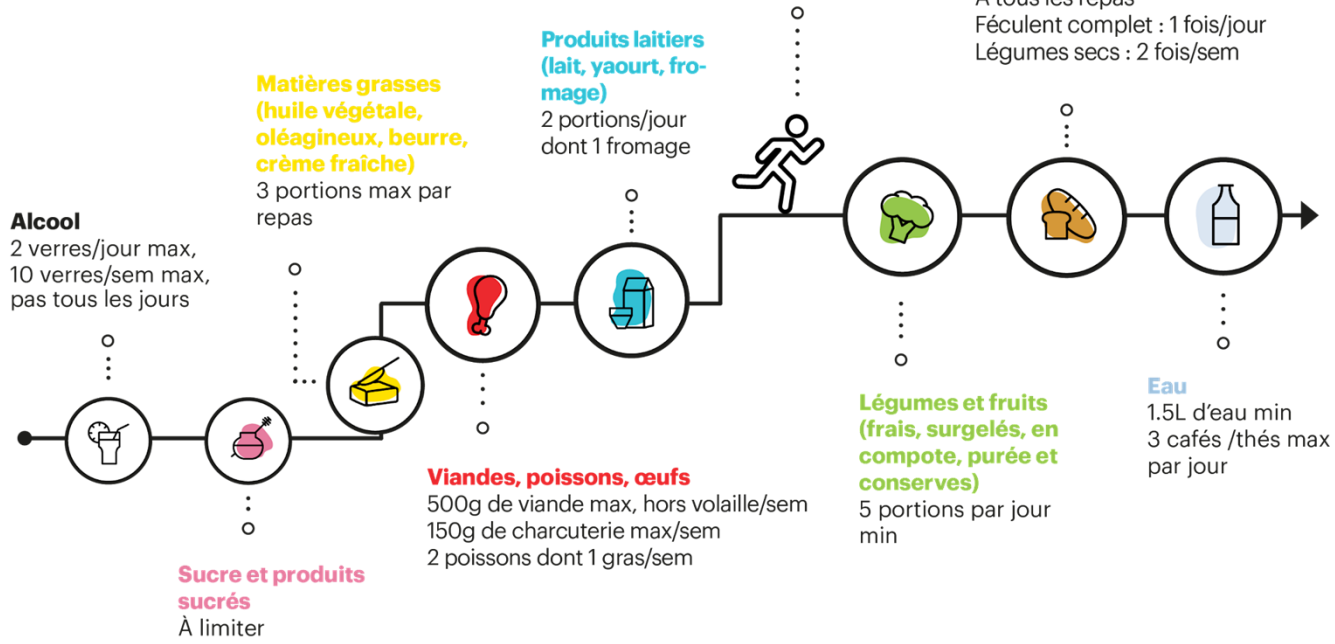 À tous les repas
Féculent complet : 1 fois/jour
Légumes secs : 2 fois/sem
Produits laitiers
(lait, yaourt, fro-
mage)
2 portions/jour
dont 1 fromage
Matières grasses
(huile végétale,
oléagineux, beurre,
crème fraîche)
3 portions max par
repas
Alcool
2 verres/jour max,
10 verres/sem max,
pas tous les jours
Sucre et produits
sucrés
À limiter
Viandes, poissons, œufs
500g de viande max, hors volaille/sem
150g de charcuterie max/sem
2 poissons dont 1 gras/sem
Légumes et fruits
(frais, surgelés, en
compote, purée et
conserves)
5 portions par jour
min
Eau
1.5L d’eau min
3 cafés /thés max
par jour